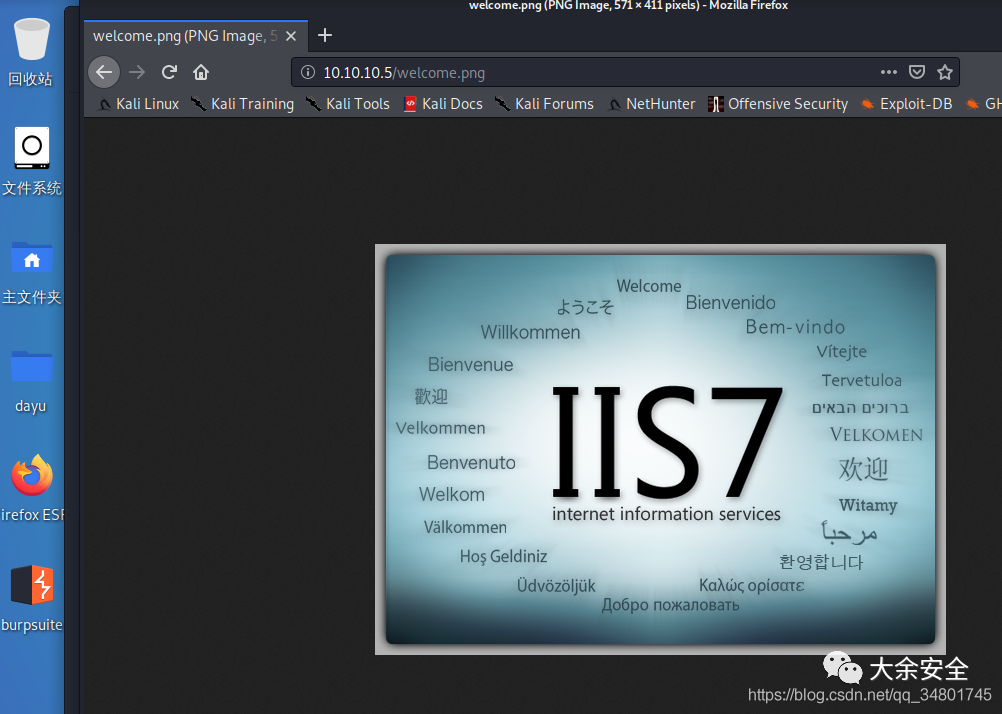 welcome.png (PNG Image, 571 × 411 pixels) - Mozilla Firefox
welcome.png (PNG Image, 5
10.10.10.5/welcome.png
Kali Linux Kali Training Kali Tools Kali Docs Kali Forums NetHunter Offensive Security Exploit-DB GH
回收站
文件系统
主文件夹
dayu
irefox ESR
burpsuite
Welcome
ようこそ
Bienvenido
Willkommen
Bem-vindo
Bienvenue
Vítejte
歡迎
Tervetuloa
ברוכים הבאים
Velkommen
VELKOMEN
Benvenuto
欢迎
Welkom
Witamy
Välkommen
مرحباً
Hoş Geldiniz
환영합니다
Üdvözöljük
Καλώς ορίσατε
Добро пожаловать
IIS7
internet information services
大余安全
https://blog.csdn.net/qq_34801745